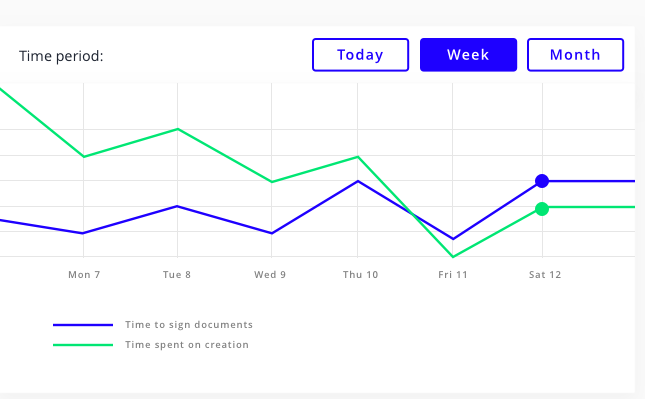 Time period:
Today
Week
Month
Mon 7
Tue 8
Wed 9
Thu 10
Fri 11
Sat 12
Time to sign documents
Time spent on creation